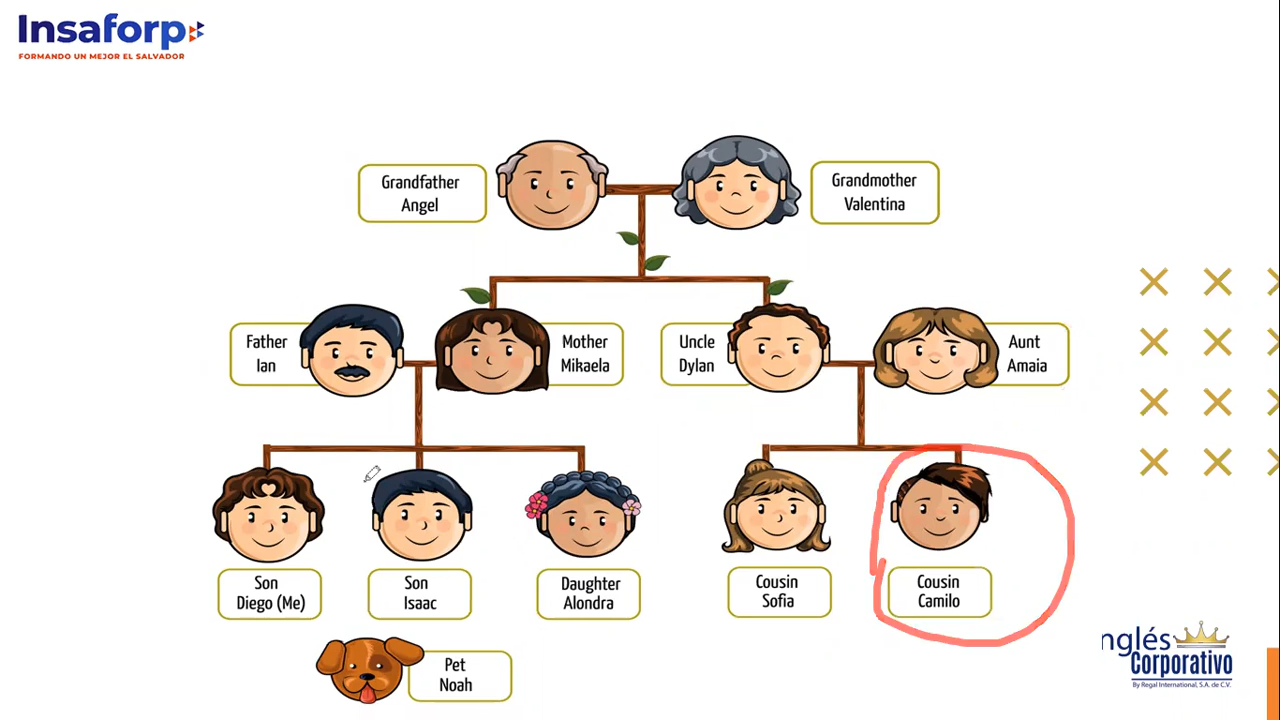 Insaforp
FORMANDO UN MEJOR EL SALVADOR
Grandfather
Angel
Grandmother
Valentina
Father
Ian
Mother
Mikaela
Uncle
Dylan
Aunt
Amaia
Son
Diego (Me)
Son
Isaac
Daughter
Alondra
Cousin
Sofia
Cousin
Camilo
Pet
Noah
nglés
Corporativo
By Regal International, S.A. de C.V.